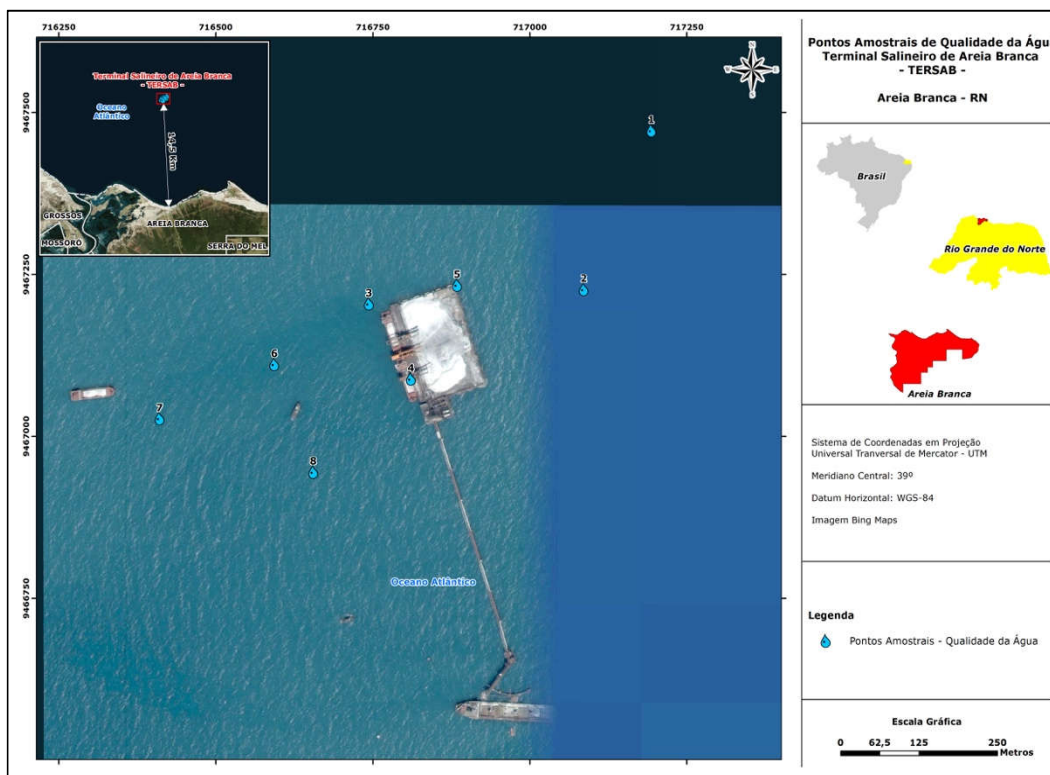 716250
716500
716750
717000
717250
9467500
9467250
9467000
9466750
Terminal Salineiro de Areia Branca
- TERSAB -
Oceano
Atlântico
14,5 Km
GROSSOS
AREIA BRANCA
MOSSORO
SERRA DO MEL
N
E
S
W
1
2
5
3
6
4
7
8
Oceano Atlântico
Pontos Amostrais de Qualidade da Água
Terminal Salineiro de Areia Branca
- TERSAB -
Areia Branca - RN
Brasil
Rio Grande do Norte
Areia Branca
Sistema de Coordenadas em Projeção
Universal Tranversal de Mercator - UTM
Meridiano Central: 39º
Datum Horizontal: WGS-84
Imagem Bing Maps
Legenda
Pontos Amostrais - Qualidade da Água
Escala Gráfica
0 62,5 125 250
Metros